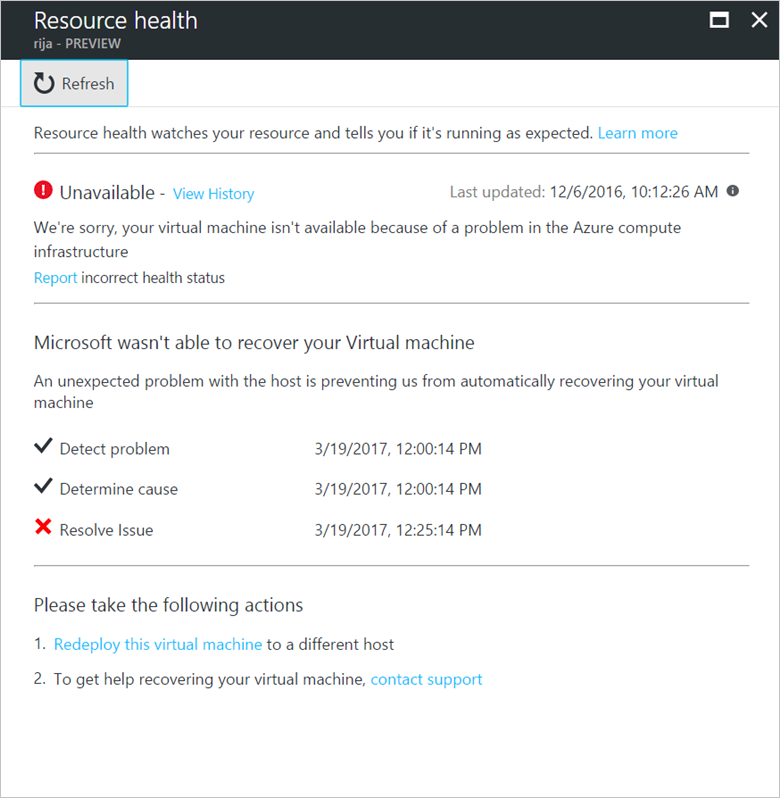 Resource health
rija - PREVIEW
Refresh
Resource health watches your resource and tells you if it's running as expected. Learn more
Unavailable - View History Last updated: 12/6/2016, 10:12:26 AM
We're sorry, your virtual machine isn't available because of a problem in the Azure compute
infrastructure
Report incorrect health status
Microsoft wasn't able to recover your Virtual machine
An unexpected problem with the host is preventing us from automatically recovering your virtual
machine
Detect problem 3/19/2017, 12:00:14 PM
Determine cause 3/19/2017, 12:00:14 PM
Resolve Issue 3/19/2017, 12:25:14 PM
Please take the following actions
1. Redeploy this virtual machine to a different host
2. To get help recovering your virtual machine, contact support